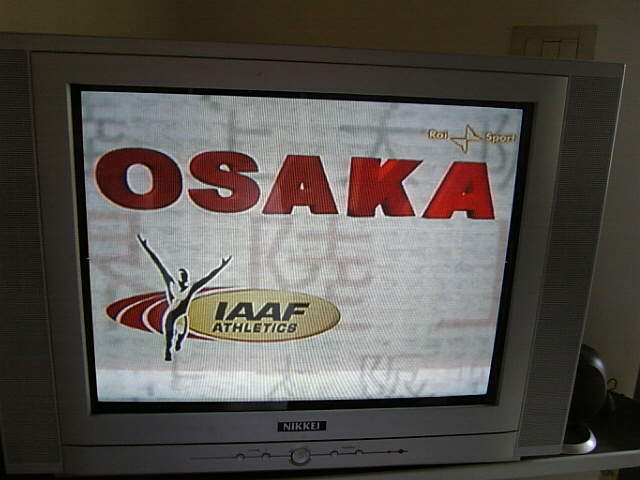 Rai Sport
OSAKA
IAAF
ATHLETICS
NIKKEI